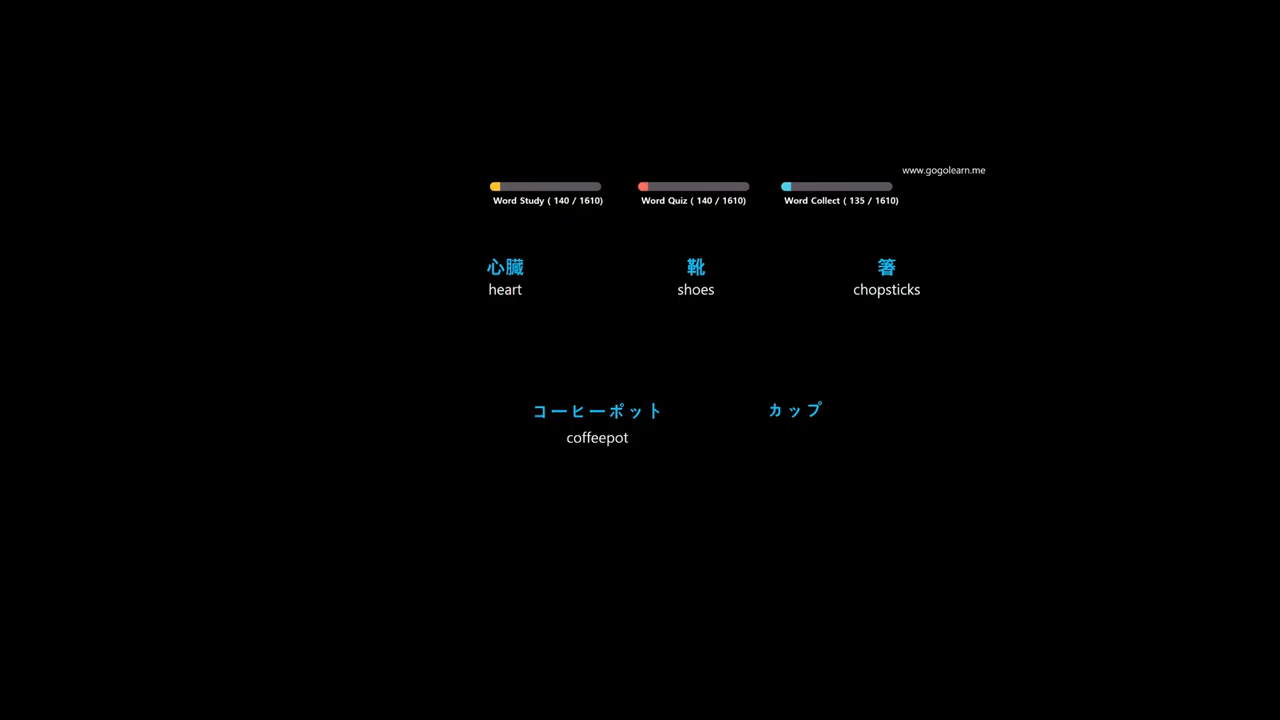 www.gogolearn.me
Word Study ( 140 / 1610)
Word Quiz ( 140 / 1610)
Word Collect ( 135 / 1610)
心臓
靴
箸
heart
shoes
chopsticks
コーヒーポット
カップ
coffeepot